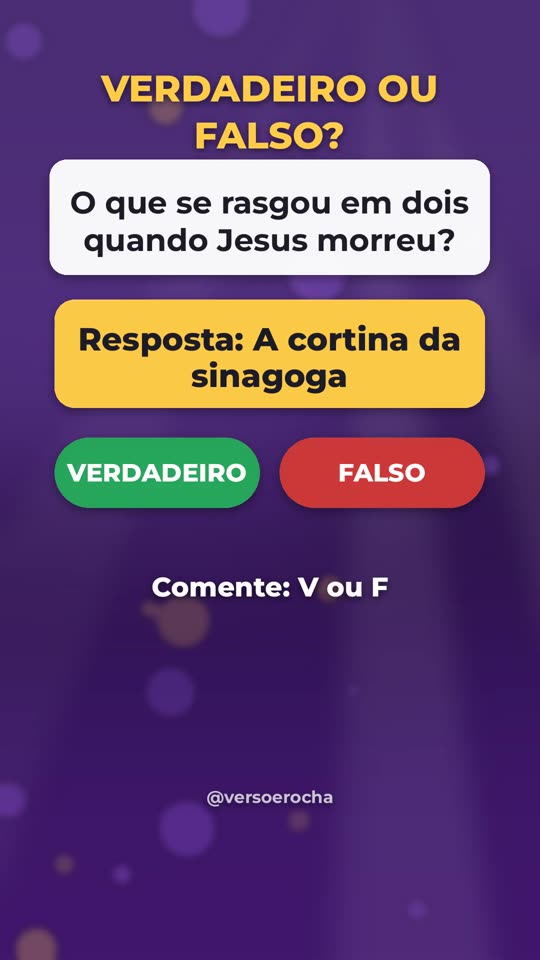 VERDADEIRO OU
FALSO?
O que se rasgou em dois
quando Jesus morreu?
Resposta: A cortina da
sinagoga
VERDADEIRO
FALSO
Comente: V ou F
@versoerocha